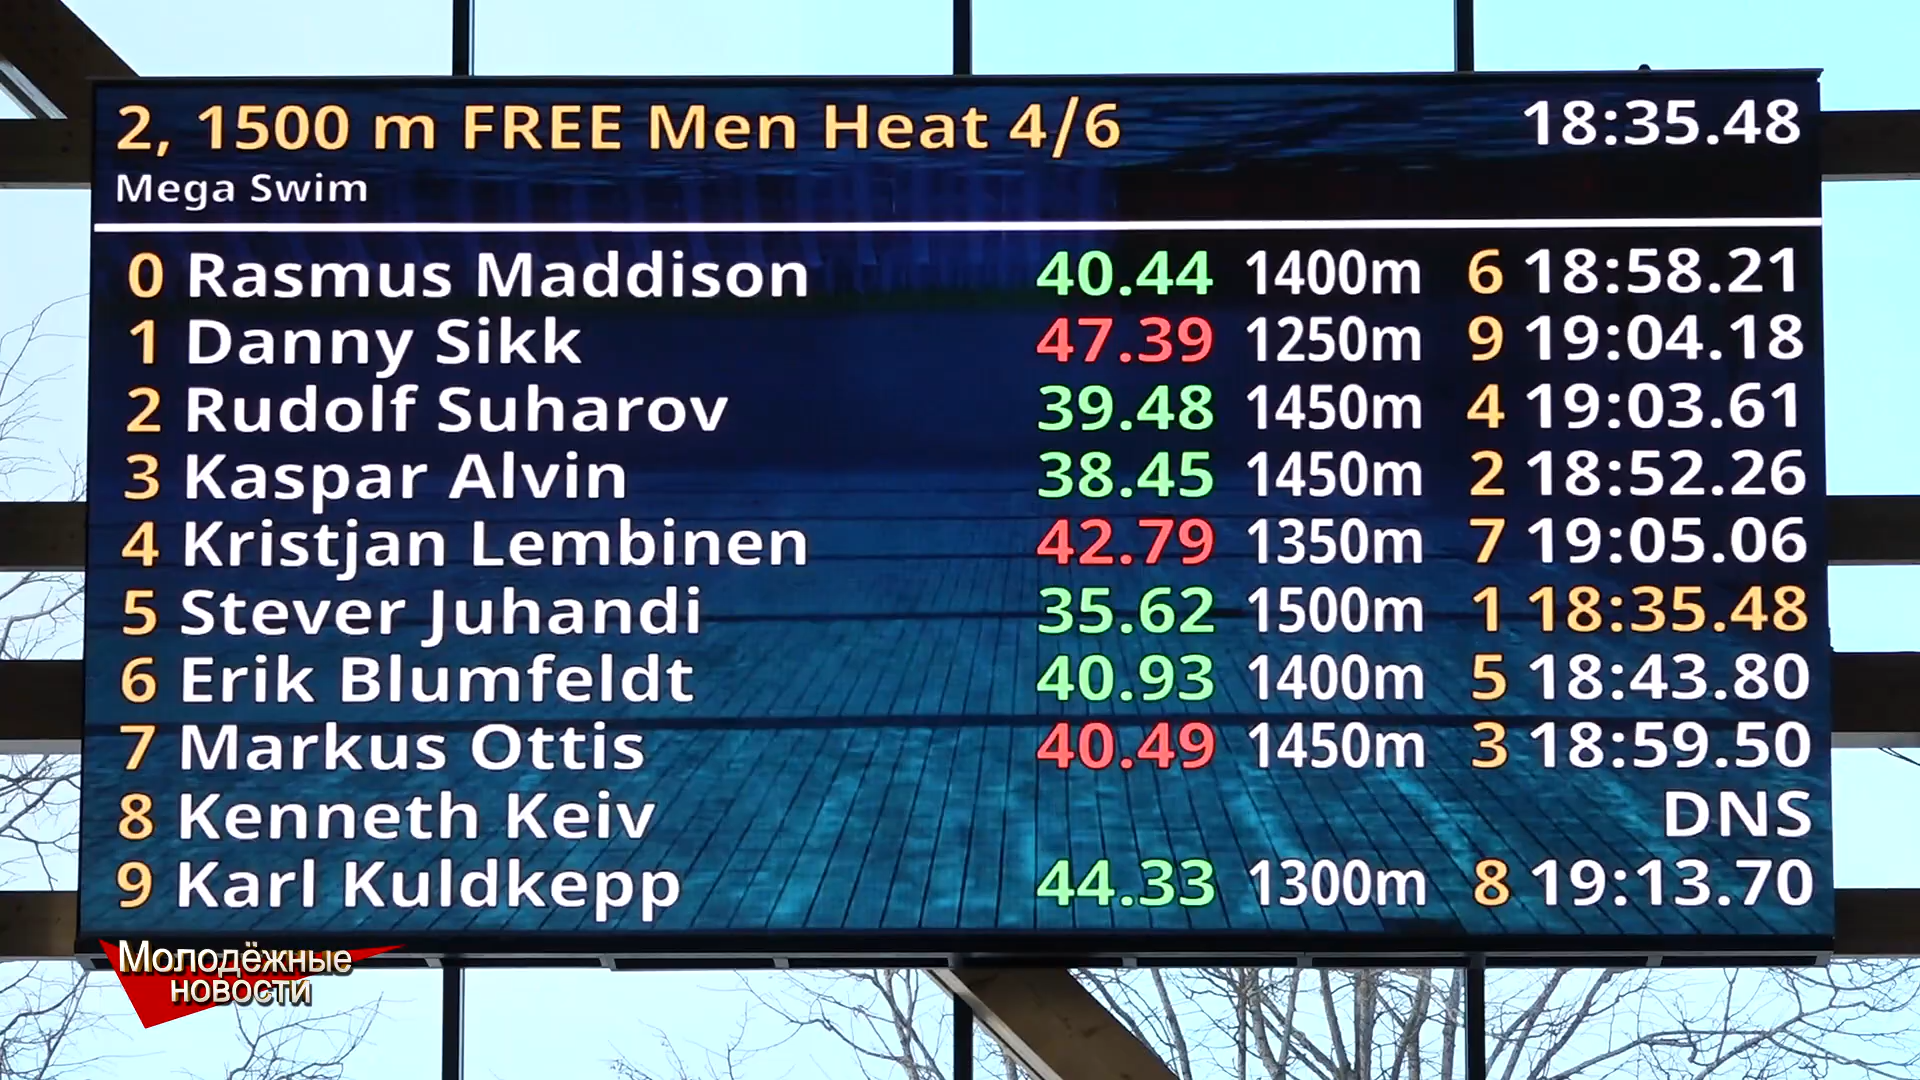 2, 1500 m FREE Men Heat 4/6 18:35.48
Mega Swim
0 Rasmus Maddison 40.44 1400m 6 18:58.21
1 Danny Sikk 47.39 1250m 9 19:04.18
2 Rudolf Suharov 39.48 1450m 4 19:03.61
3 Kaspar Alvin 38.45 1450m 2 18:52.26
4 Kristjan Lembinen 42.79 1350m 7 19:05.06
5 Stever Juhandi 35.62 1500m 1 18:35.48
6 Erik Blumfeldt 40.93 1400m 5 18:43.80
7 Markus Ottis 40.49 1450m 3 18:59.50
8 Kenneth Keiv DNS
9 Karl Kuldkepp 44.33 1300m 8 19:13.70
Молодёжные
новости